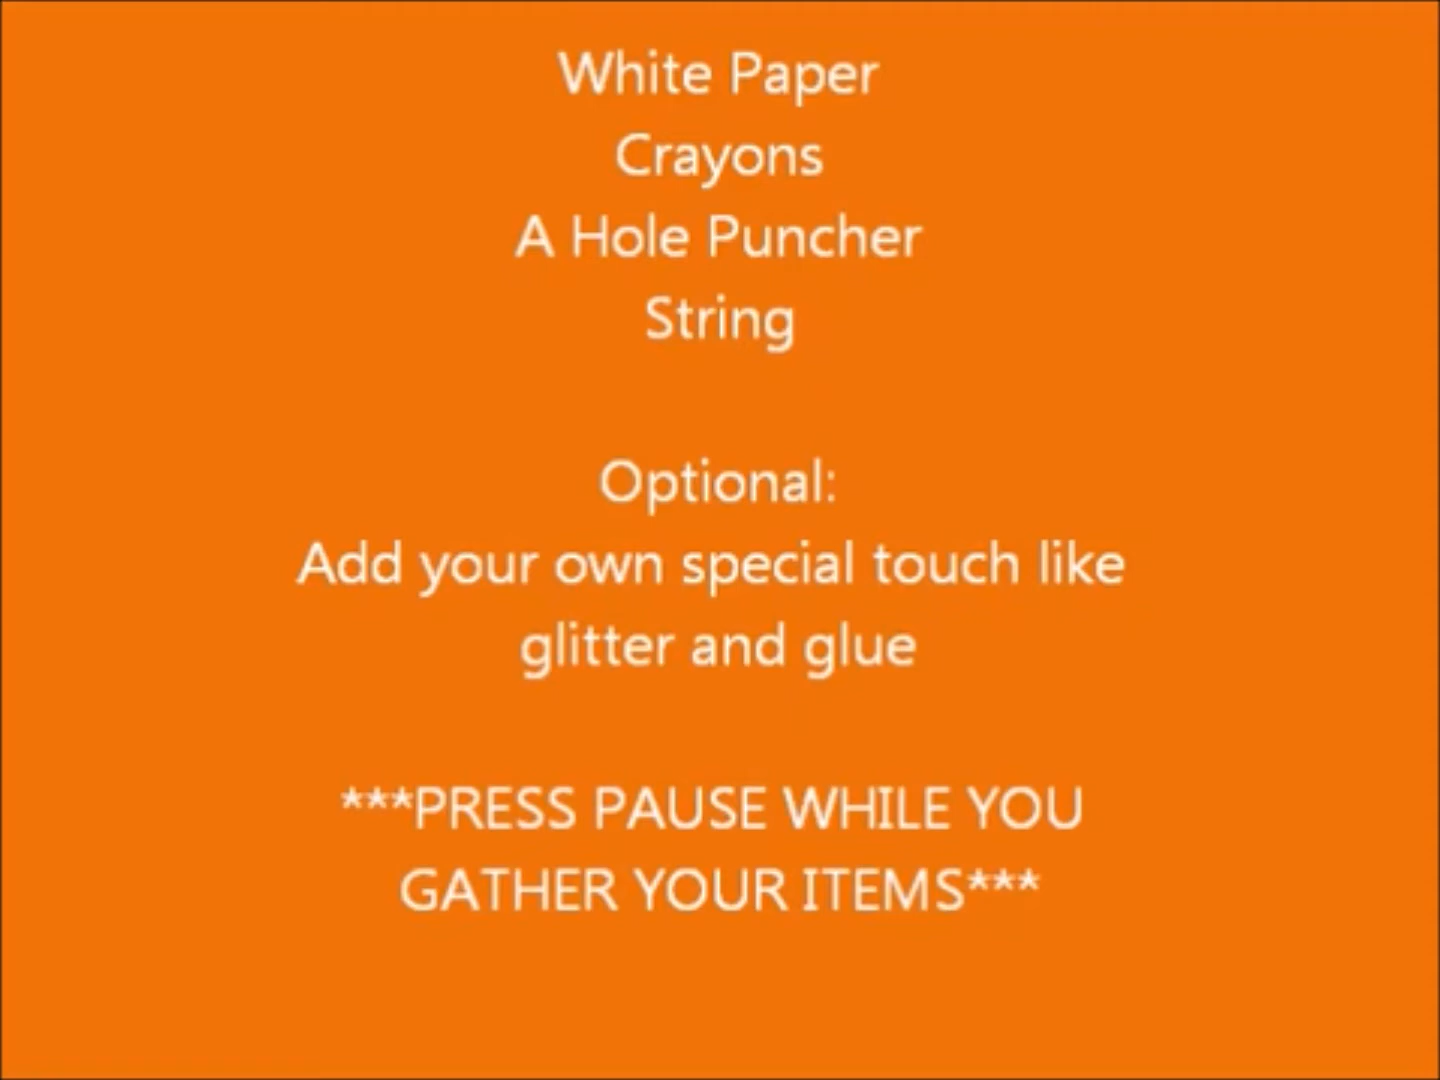 White Paper
Crayons
A Hole Puncher
String
Optional:
Add your own special touch like
glitter and glue
***PRESS PAUSE WHILE YOU
GATHER YOUR ITEMS***